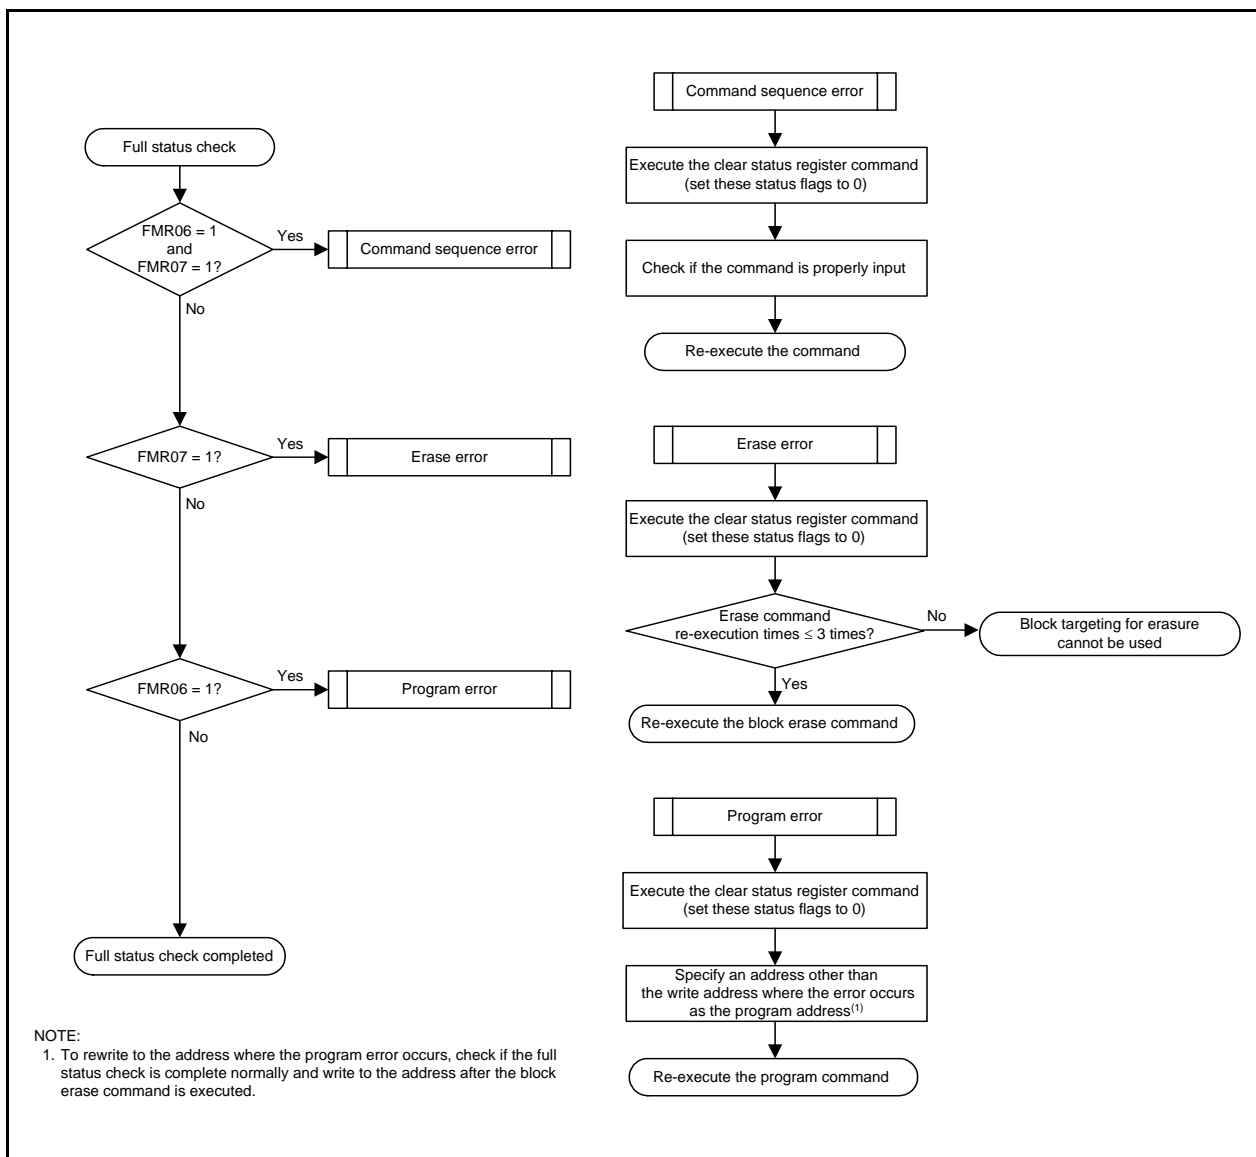 Full status check
FMR06 = 1
and
FMR07 = 1?
Yes
Command sequence error
No
FMR07 = 1?
Yes
Erase error
No
FMR06 = 1?
Yes
Program error
No
Full status check completed
Command sequence error
Execute the clear status register command
(set these status flags to 0)
Check if the command is properly input
Re-execute the command
Erase error
Execute the clear status register command
(set these status flags to 0)
Erase command
re-execution times ≤ 3 times?
No
Block targeting for erasure
cannot be used
Yes
Re-execute the block erase command
Program error
Execute the clear status register command
(set these status flags to 0)
Specify an address other than
the write address where the error occurs
as the program address(1)
Re-execute the program command
NOTE:
1. To rewrite to the address where the program error occurs, check if the full
status check is complete normally and write to the address after the block
erase command is executed.